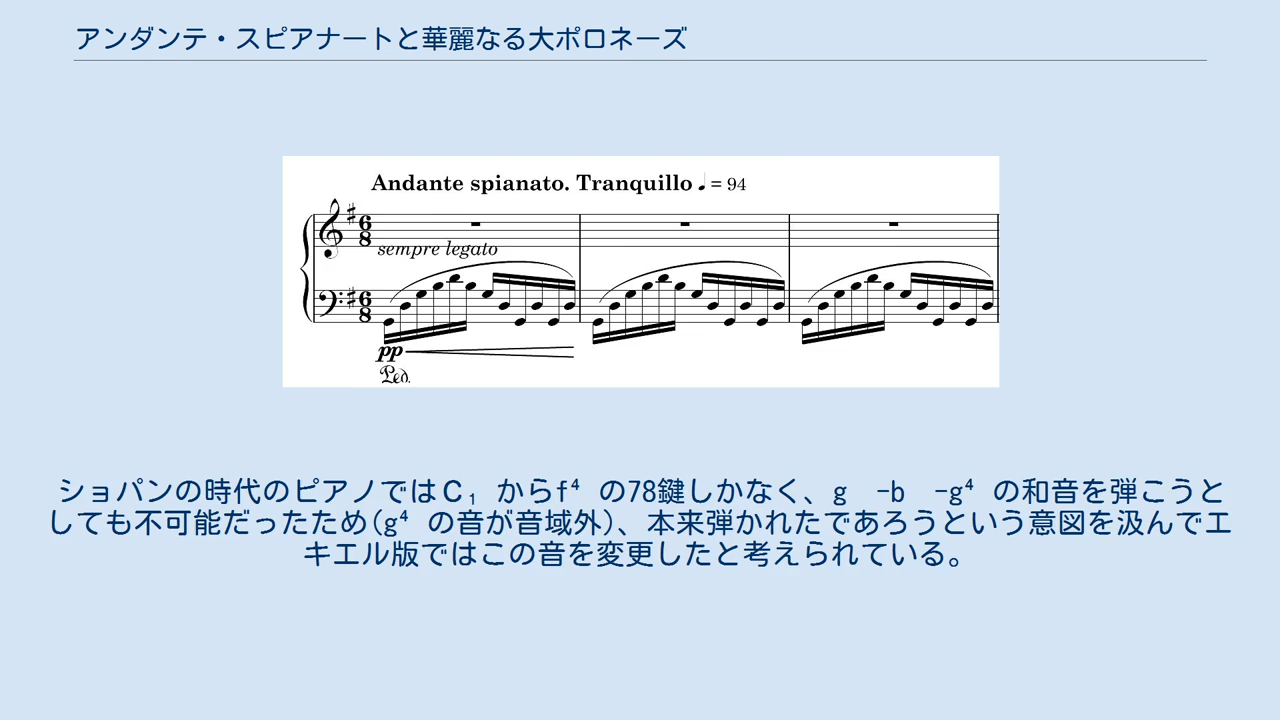 アンダンテ・スピアナートと華麗なる大ポロネーズ
Andante spianato. Tranquillo ♩ = 94
6 8
sempre legato
6 8
pp
Ped.
ショパンの時代のピアノではＣ₁ からf⁴ の78鍵しかなく、g　-b　-g⁴ の和音を弾こうと
しても不可能だったため(g⁴ の音が音域外)、本来弾かれたであろうという意図を汲んでエ
キエル版ではこの音を変更したと考えられている。